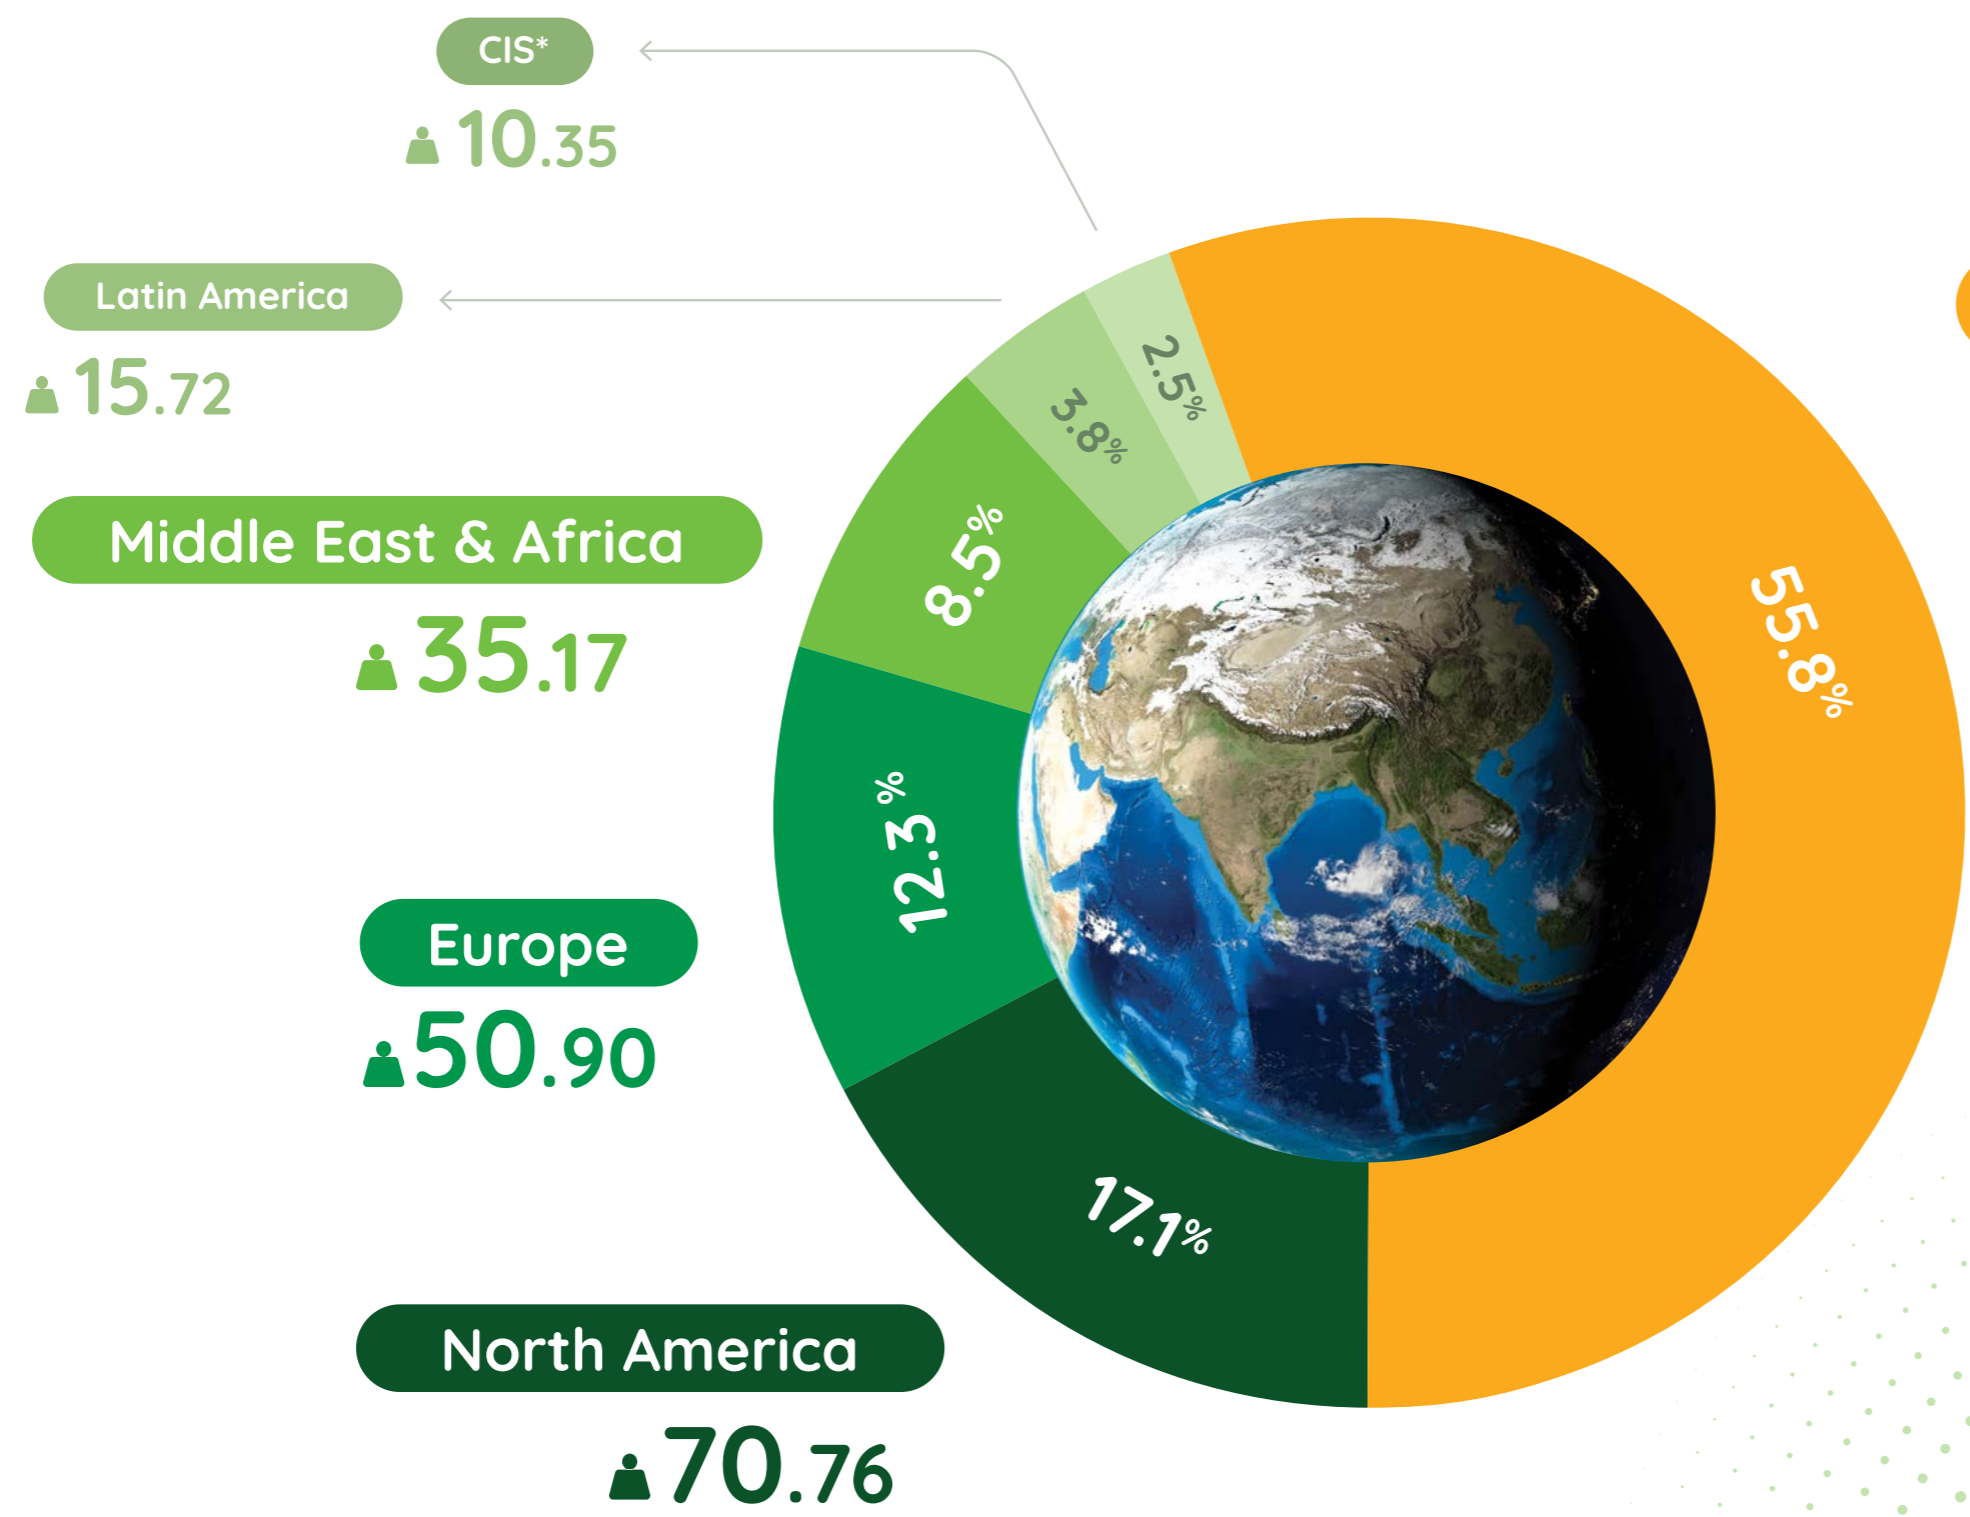 CIS*
10.35
Latin America
15.72
Middle East & Africa
35.17
Europe
50.90
North America
70.76
2.5%
3.8%
8.5%
12.3 %
17.1%
55.8%